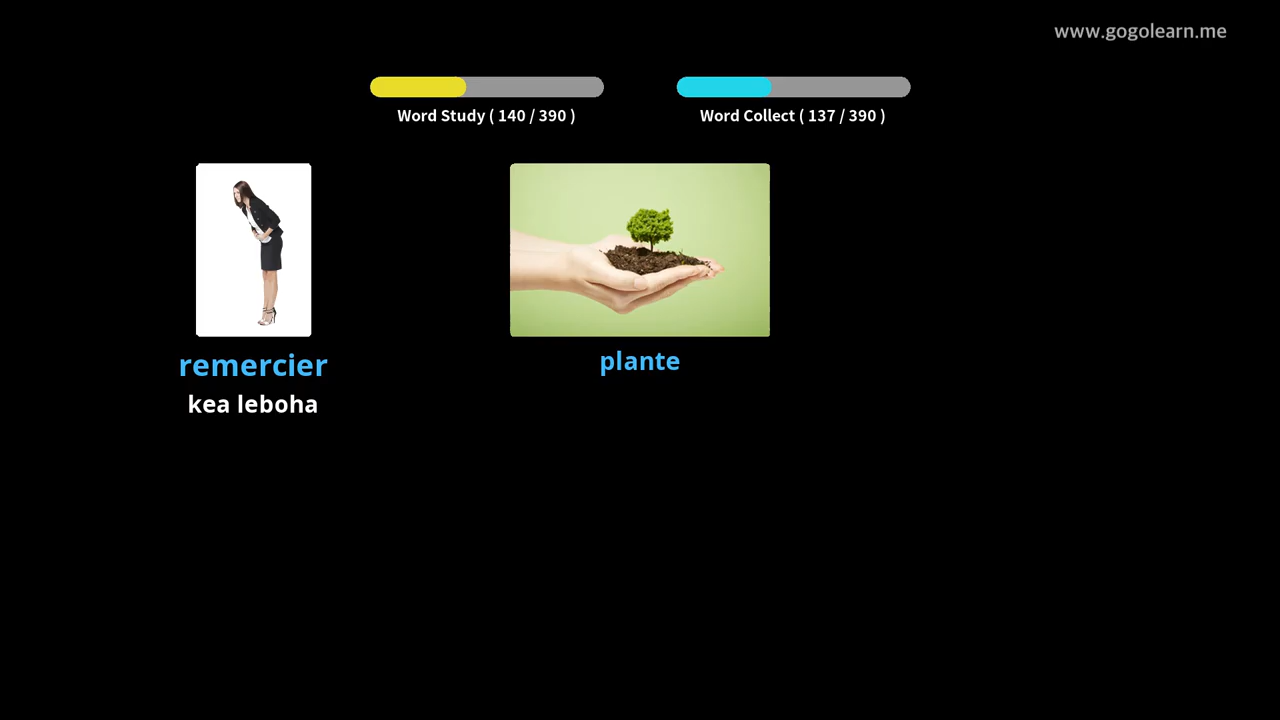 www.gogolearn.me
Word Study ( 140 / 390 )
Word Collect ( 137 / 390 )
remercier
kea leboha
plante